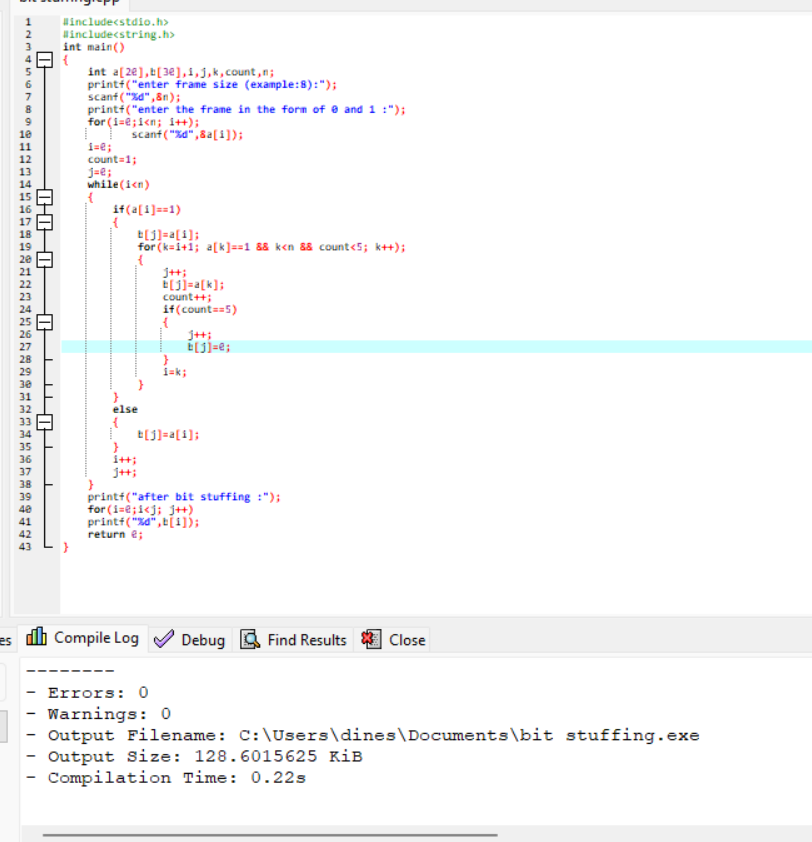 bit stuffing.cpp
1 #include<stdio.h>
2 #include<string.h>
3 int main()
4 {
5 int a[20],b[30],i,j,k,count,n;
6 printf("enter frame size (example:8):");
7 scanf("%d",&n);
8 printf("enter the frame in the form of 0 and 1 :");
9 for(i=0;i<n; i++);
10 scanf("%d",&a[i]);
11 i=0;
12 count=1;
13 j=0;
14 while(i<n)
15 {
16 if(a[i]==1)
17 {
18 b[j]=a[i];
19 for(k=i+1; a[k]==1 && k<n && count<5; k++);
20 {
21 j++;
22 b[j]=a[k];
23 count++;
24 if(count==5)
25 {
26 j++;
27 b[j]=0;
28 }
29 i=k;
30 }
31 }
32 else
33 {
34 b[j]=a[i];
35 }
36 i++;
37 j++;
38 }
39 printf("after bit stuffing :");
40 for(i=0;i<j; j++)
41 printf("%d",b[i]);
42 return 0;
43 }
es Compile Log Debug Find Results Close
--------
- Errors: 0
- Warnings: 0
- Output Filename: C:\Users\dines\Documents\bit stuffing.exe
- Output Size: 128.6015625 KiB
- Compilation Time: 0.22s